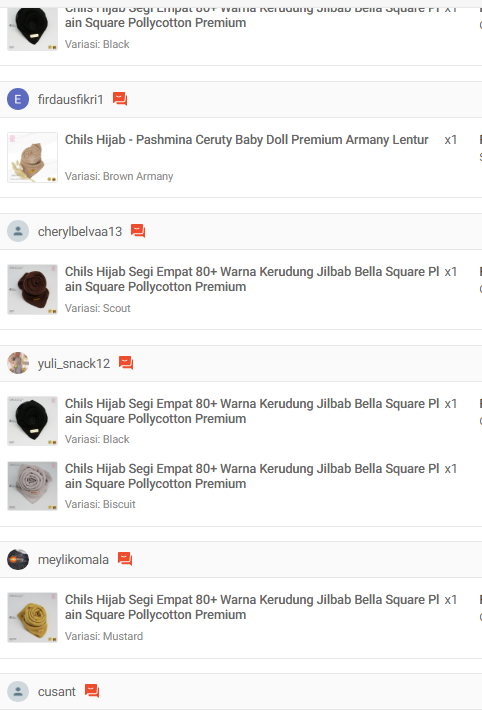 Chils Hijab Segi Empat 80+ Warna Kerudung Jilbab Bella Square Pl x1
ain Square Pollycotton Premium
Variasi: Black
E firdausfikri1
Chils Hijab - Pashmina Ceruty Baby Doll Premium Armany Lentur x1
Variasi: Brown Armany
cherylbelvaa13
Chils Hijab Segi Empat 80+ Warna Kerudung Jilbab Bella Square Pl x1
ain Square Pollycotton Premium
Variasi: Scout
yuli_snack12
Chils Hijab Segi Empat 80+ Warna Kerudung Jilbab Bella Square Pl x1
ain Square Pollycotton Premium
Variasi: Black
Chils Hijab Segi Empat 80+ Warna Kerudung Jilbab Bella Square Pl x1
ain Square Pollycotton Premium
Variasi: Biscuit
meylikomala
Chils Hijab Segi Empat 80+ Warna Kerudung Jilbab Bella Square Pl x1
ain Square Pollycotton Premium
Variasi: Mustard
cusant